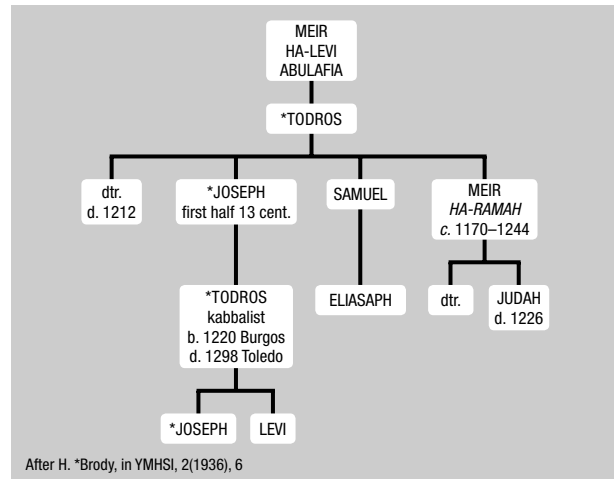 MEIR
HA-LEVI
ABULAFIA
*TODROS
dtr.
d. 1212
*JOSEPH
first half 13 cent.
SAMUEL
MEIR
HA-RAMAH
c. 1170–1244
*TODROS
kabbalist
b. 1220 Burgos
d. 1298 Toledo
ELIASAPH
dtr.
JUDAH
d. 1226
*JOSEPH
LEVI
After H. *Brody, in YMHSI, 2(1936), 6